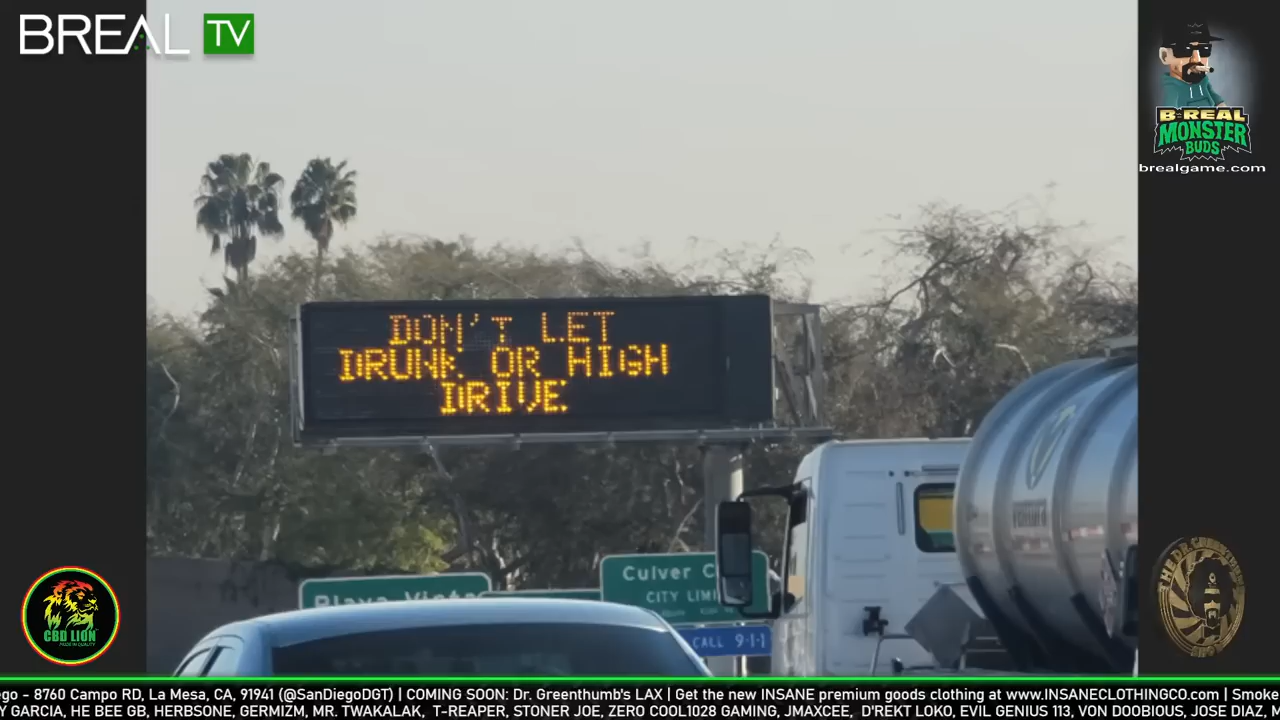 BREAL TV
B-REAL
MONSTER
BUDS
brealgame.com
DON'T LET
DRUNK OR HIGH
DRIVE
Culver
CITY LIMI
Playa Vista
CALL 9-1-1
CBD LION
ego - 8760 Campo RD, La Mesa, CA, 91941 (@SanDiegoDGT) | COMING SOON: Dr. Greenthumb's LAX | Get the new INSANE premium goods clothing at www.INSANECLOTHINGCO.com | Smoke
Y GARCIA, HE BEE GB, HERBSONE, GERMIZM, MR. TWAKALAK, T-REAPER, STONER JOE, ZERO COOL1028 GAMING, JMAXCEE, D'REKT LOKO, EVIL GENIUS 113, VON DOOBIOUS, JOSE DIAZ, M